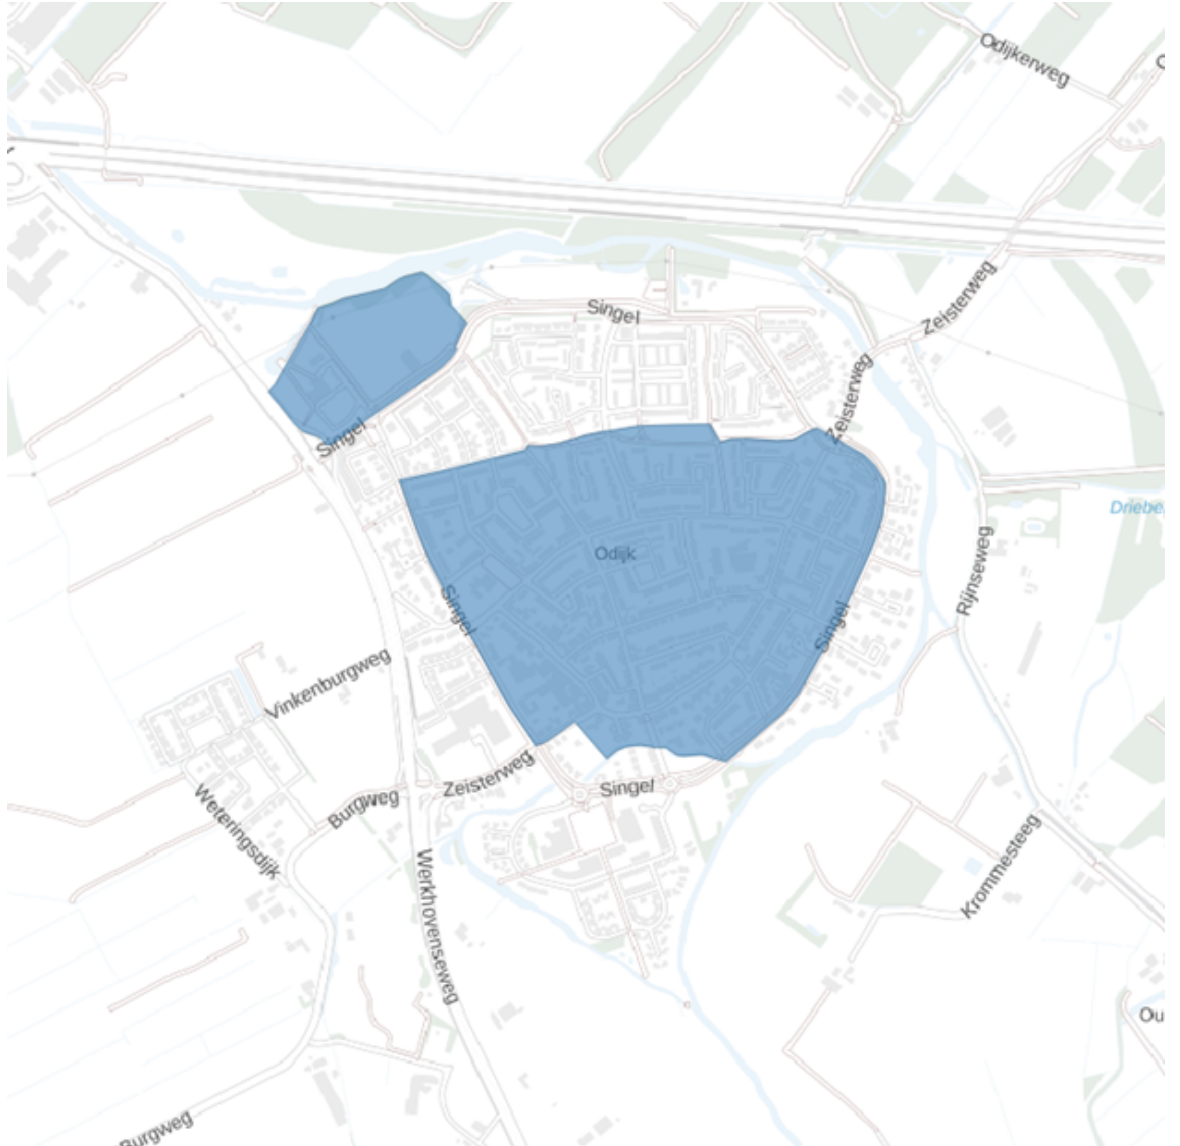 Odijkerweg
Zeisterweg
Singel
Zeisterweg
Singel
Driebe
Odijk
Rijnseweg
Singel
Singel
Vinkenburgweg
Zeisterweg
Singel
Burgweg
Weteringsdijk
Krommesteeg
Werkhovenseweg
Ou
Burgweg